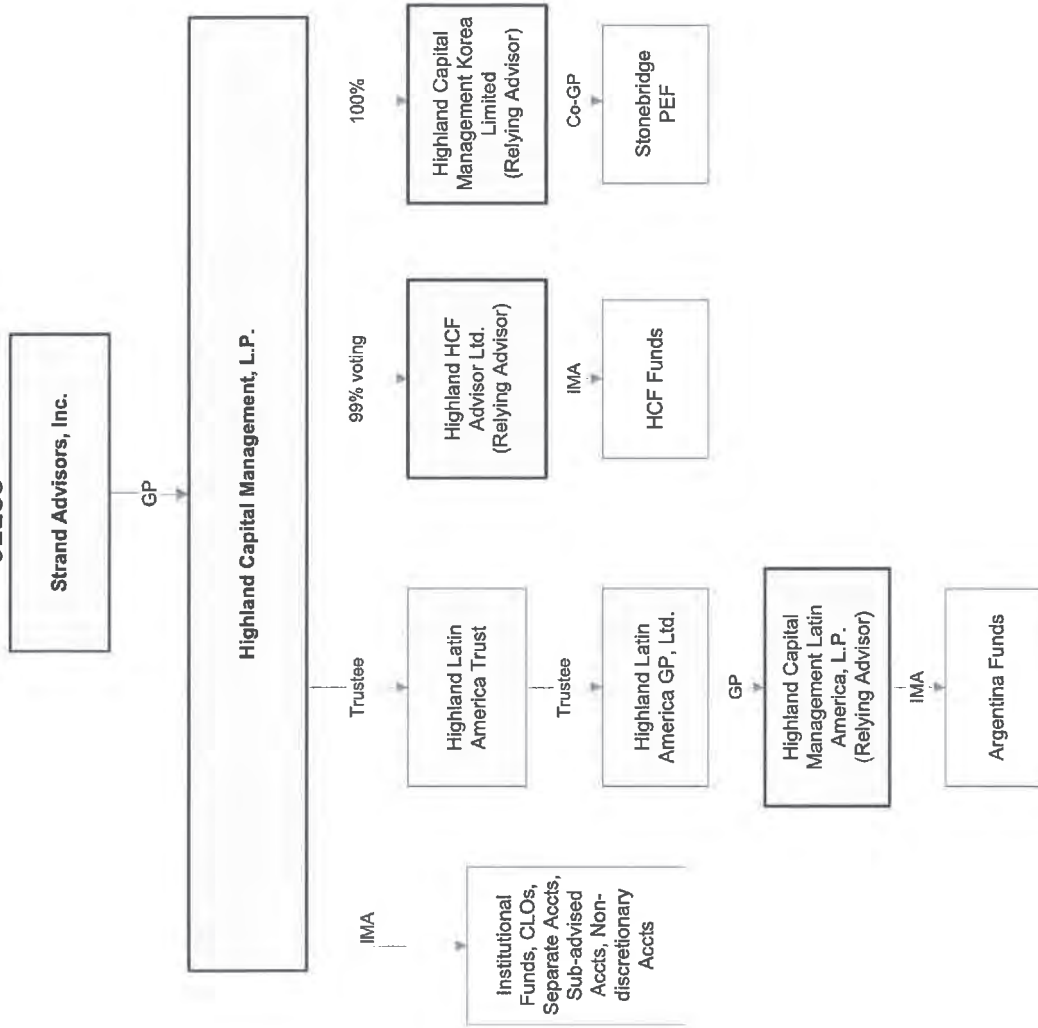 Strand Advisors, Inc.
GP
Highland Capital Management, L.P.
IMA
Institutional
Funds, CLOs,
Separate Accts,
Sub-advised
Accts, Non-
discretionary
Accts
Trustee
Highland Latin
America Trust
Trustee
Highland Latin
America GP, Ltd.
GP
Highland Capital
Management Latin
America, L.P.
(Relying Advisor)
IMA
Argentina Funds
99% voting
Highland HCF
Advisor Ltd.
(Relying Advisor)
IMA
HCF Funds
100%
Highland Capital
Management Korea
Limited
(Relying Advisor)
Co-GP
Stonebridge
PEF